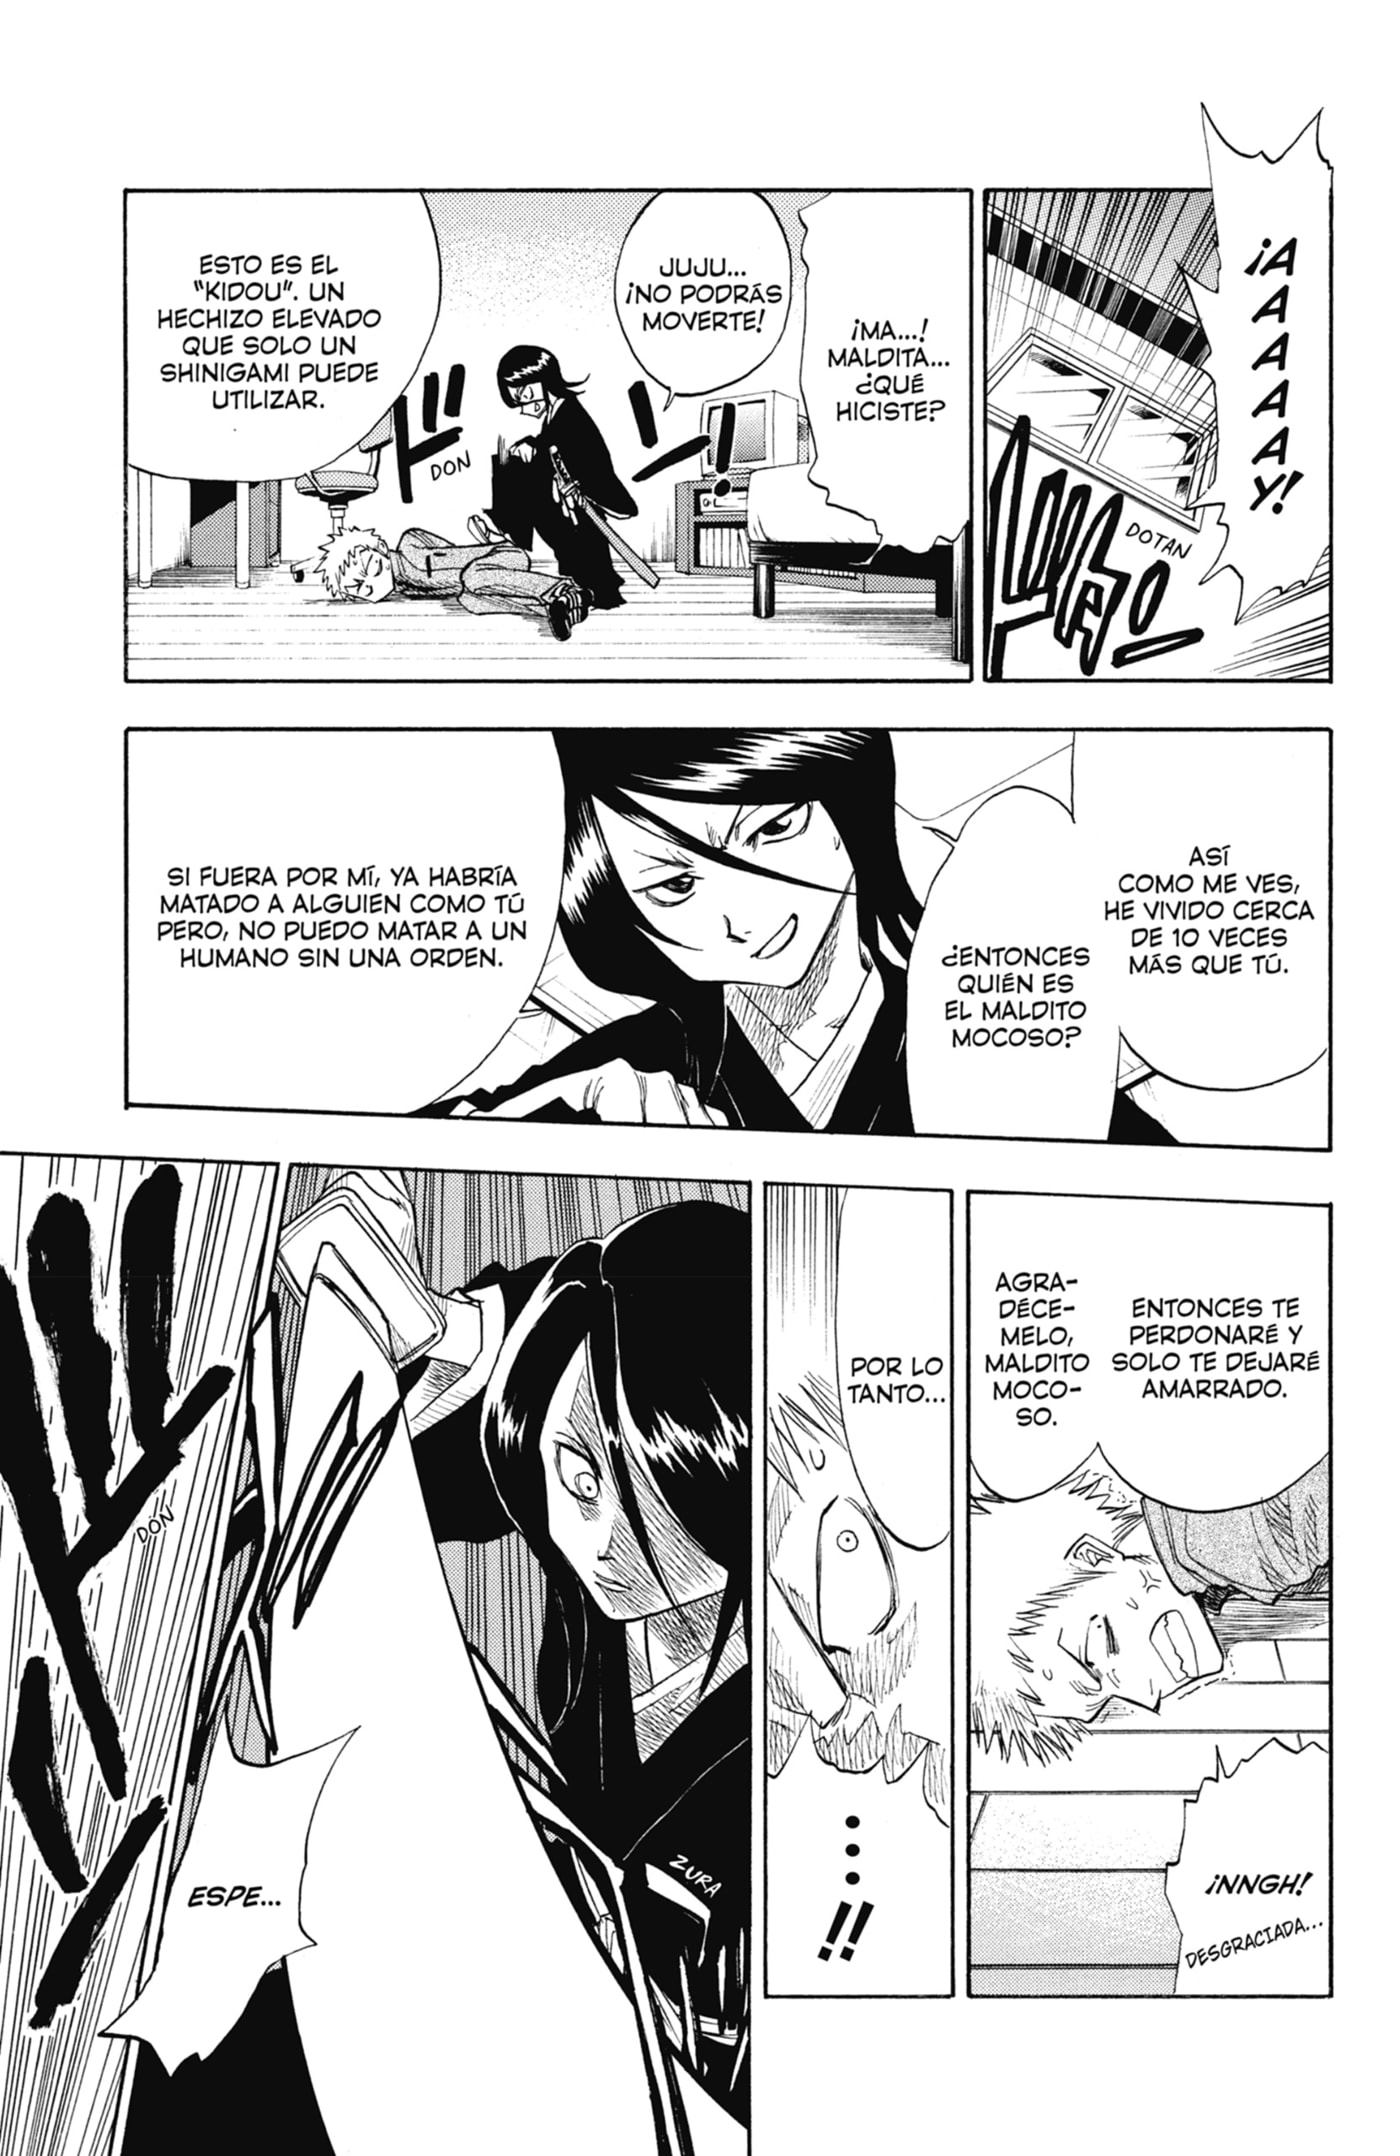 ¡A
A
A
A
A
Y!
DOTAN
¡MA...!
MALDITA...
¿QUÉ
HICISTE?
JUJU...
¡NO PODRÁS
MOVERTE!
DON
ESTO ES EL
"KIDOU". UN
HECHIZO ELEVADO
QUE SOLO UN
SHINIGAMI PUEDE
UTILIZAR.
ASÍ
COMO ME VES,
HE VIVIDO CERCA
DE 10 VECES
MÁS QUE TÚ.
¿ENTONCES
QUIÉN ES
EL MALDITO
MOCOSO?
SI FUERA POR MÍ, YA HABRÍA
MATADO A ALGUIEN COMO TÚ
PERO, NO PUEDO MATAR A UN
HUMANO SIN UNA ORDEN.
ENTONCES TE
PERDONARÉ Y
SOLO TE DEJARÉ
AMARRADO.
AGRA-
DÉCE-
MELO,
MALDITO
MOCO-
SO.
¡NNGH!
DESGRACIADA...
POR LO
TANTO...
...!!
ZURA
DON
ESPE...